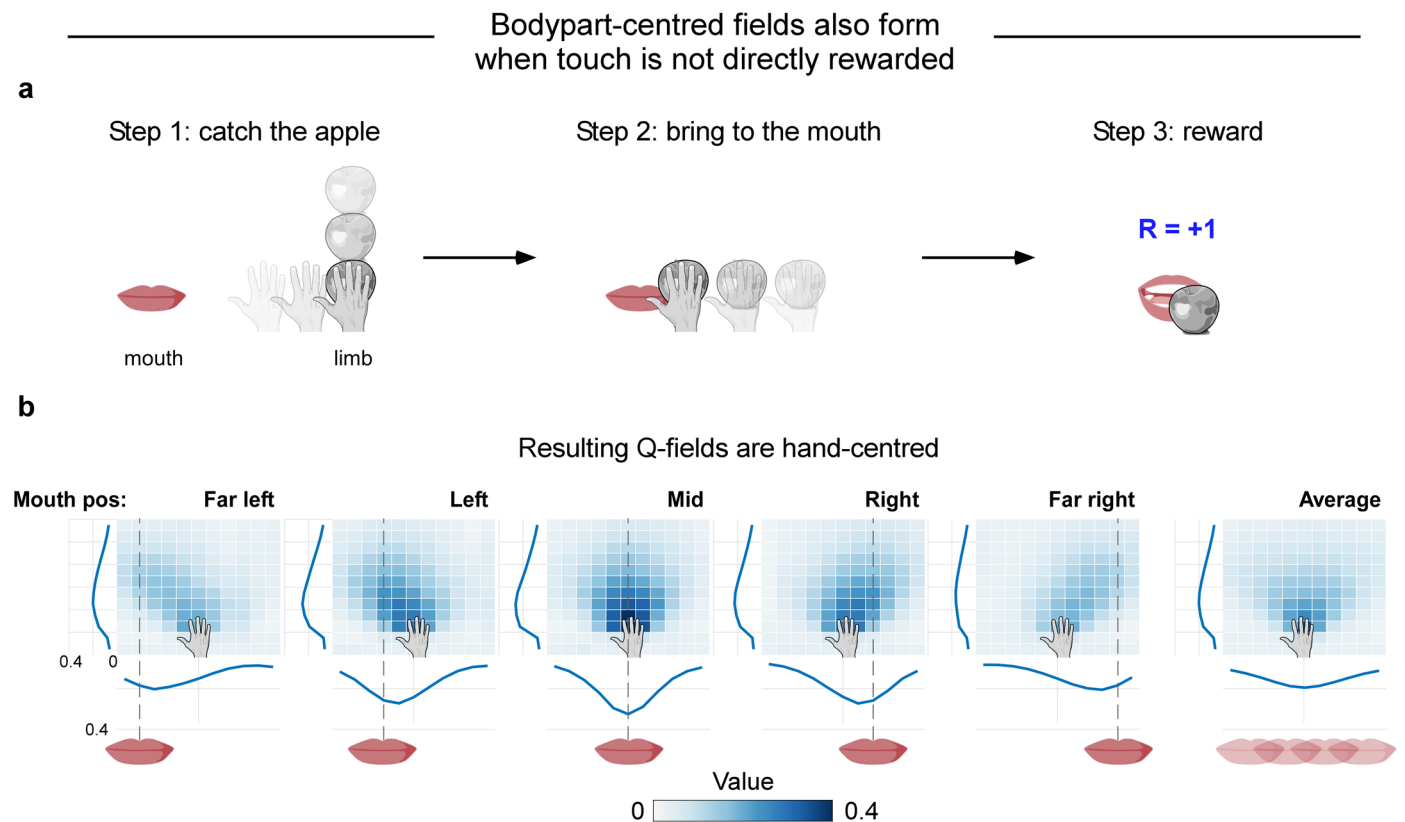 Bodypart-centred fields also form
when touch is not directly rewarded
a
Step 1: catch the apple
Step 2: bring to the mouth
Step 3: reward
R = +1
mouth
limb
b
Resulting Q-fields are hand-centred
Mouth pos:
Far left
Left
Mid
Right
Far right
Average
0.4
0
0.4
Value
0
0.4